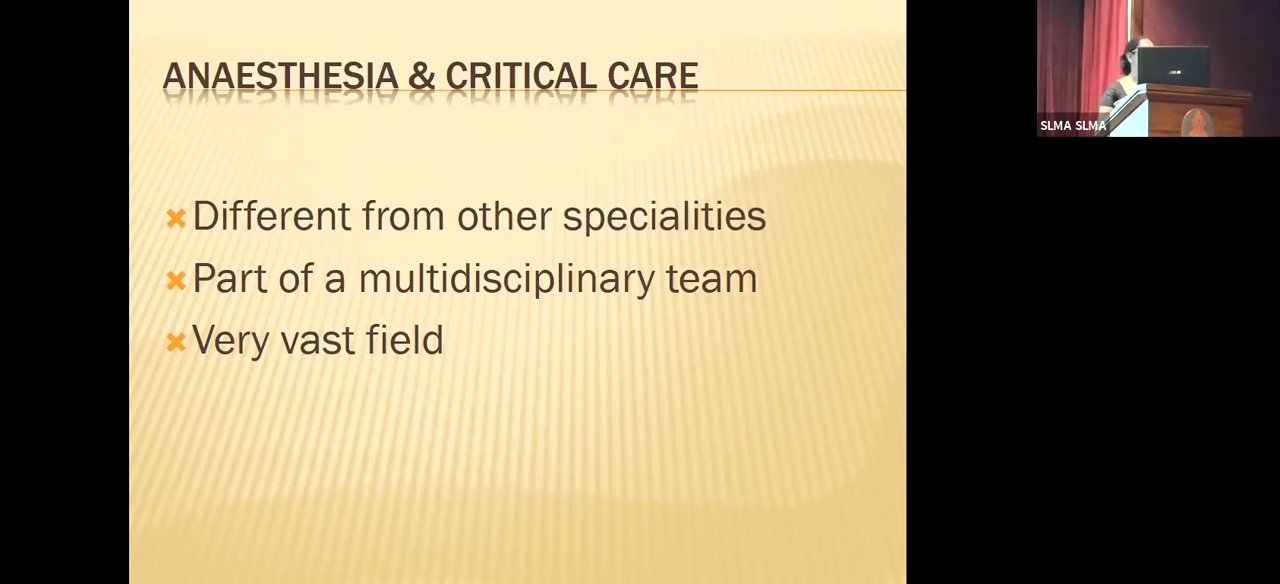 ANAESTHESIA & CRITICAL CARE
Different from other specialities
Part of a multidisciplinary team
Very vast field
SLMA SLMA